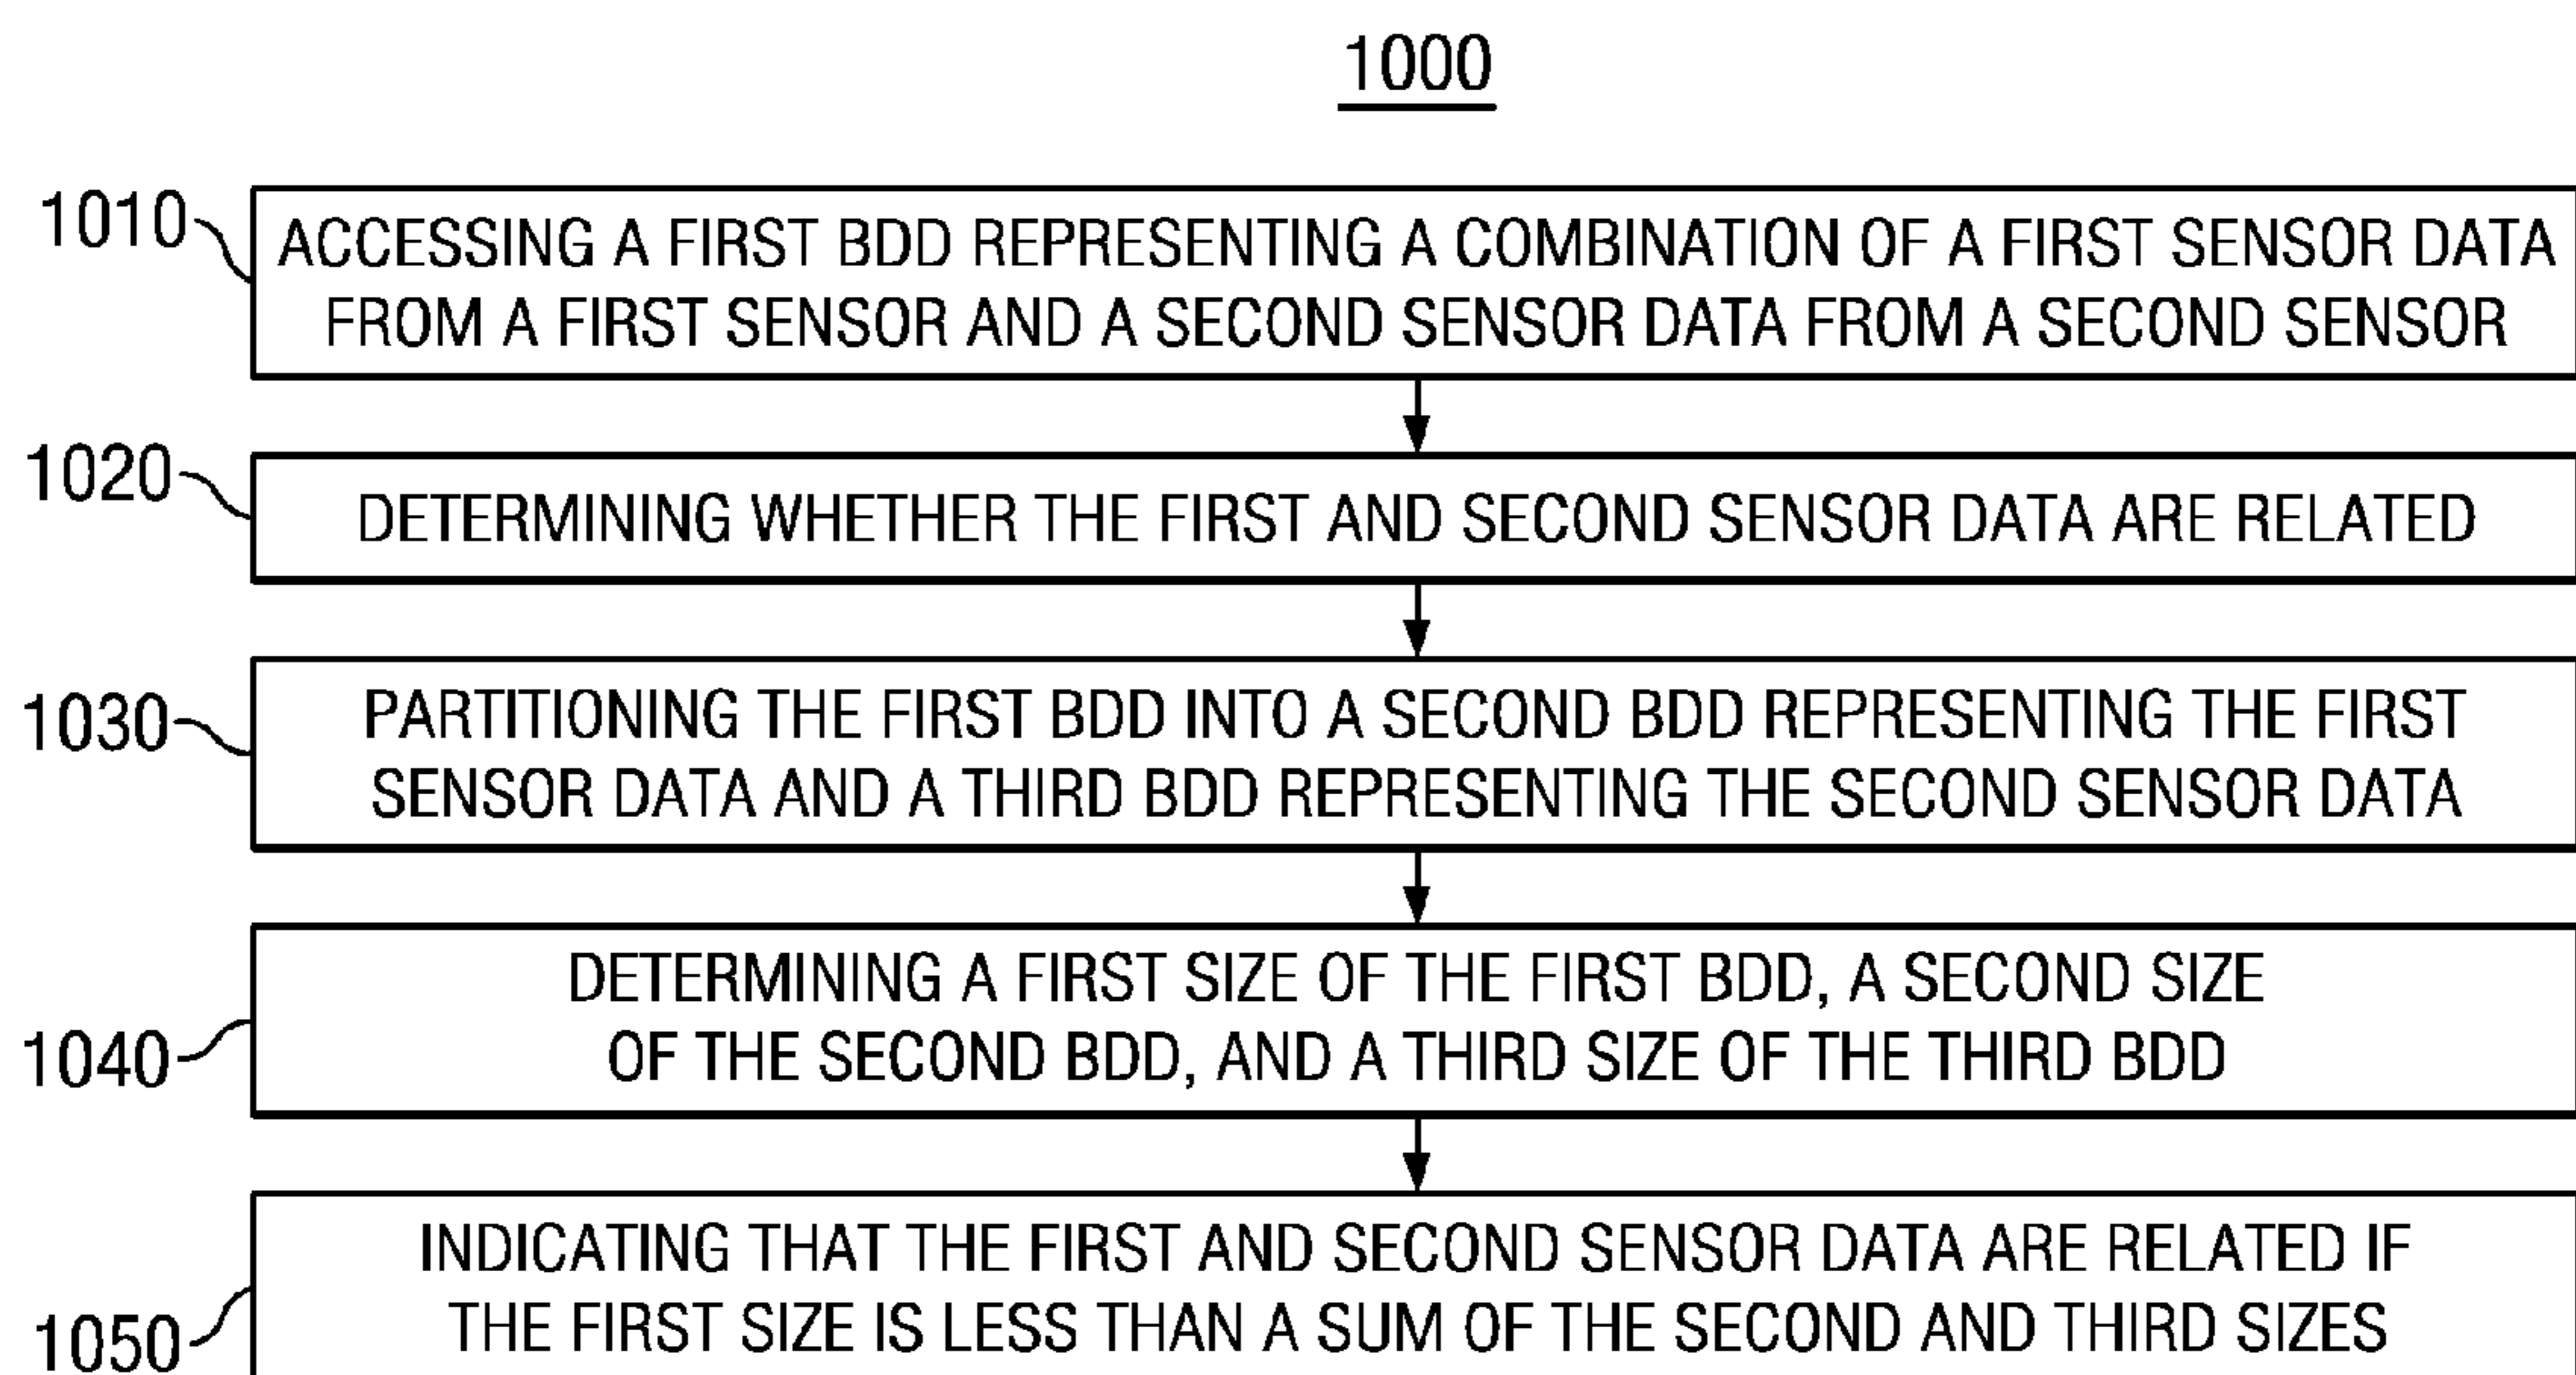 1000
1010
ACCESSING A FIRST BDD REPRESENTING A COMBINATION OF A FIRST SENSOR DATA
FROM A FIRST SENSOR AND A SECOND SENSOR DATA FROM A SECOND SENSOR
1020
DETERMINING WHETHER THE FIRST AND SECOND SENSOR DATA ARE RELATED
1030
PARTITIONING THE FIRST BDD INTO A SECOND BDD REPRESENTING THE FIRST
SENSOR DATA AND A THIRD BDD REPRESENTING THE SECOND SENSOR DATA
1040
DETERMINING A FIRST SIZE OF THE FIRST BDD, A SECOND SIZE
OF THE SECOND BDD, AND A THIRD SIZE OF THE THIRD BDD
1050
INDICATING THAT THE FIRST AND SECOND SENSOR DATA ARE RELATED IF
THE FIRST SIZE IS LESS THAN A SUM OF THE SECOND AND THIRD SIZES